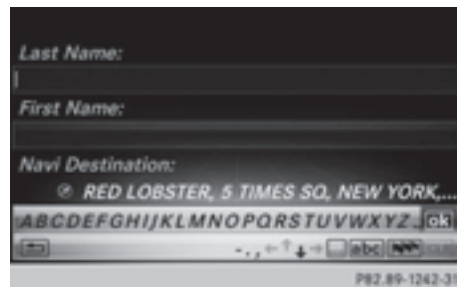 Last Name:
First Name:
Navi Destination:
RED LOBSTER, 5 TIMES SQ, NEW YORK,...
ABCDEFGHIJKLMNOPQRSTUVWXYZ ok
- . , ← ↑ ↓ → abc
P82.89-1242-31